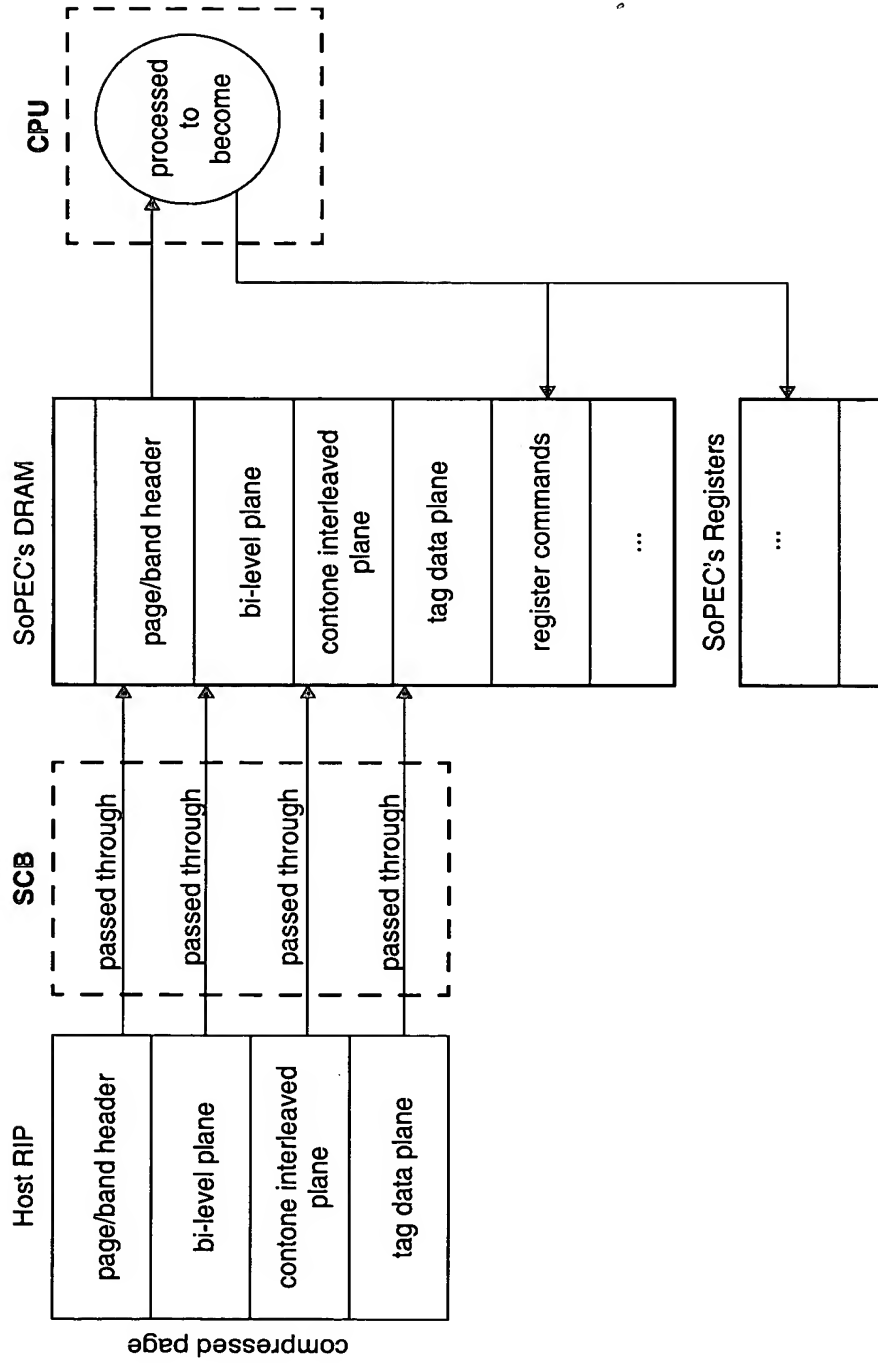 Host RIP
compressed page
page/band header
bi-level plane
contone interleaved
plane
tag data plane
SCB
passed through
passed through
passed through
passed through
SoPEC's DRAM
page/band header
bi-level plane
contone interleaved
plane
tag data plane
register commands
...
CPU
processed
to
become
SoPEC's Registers
...